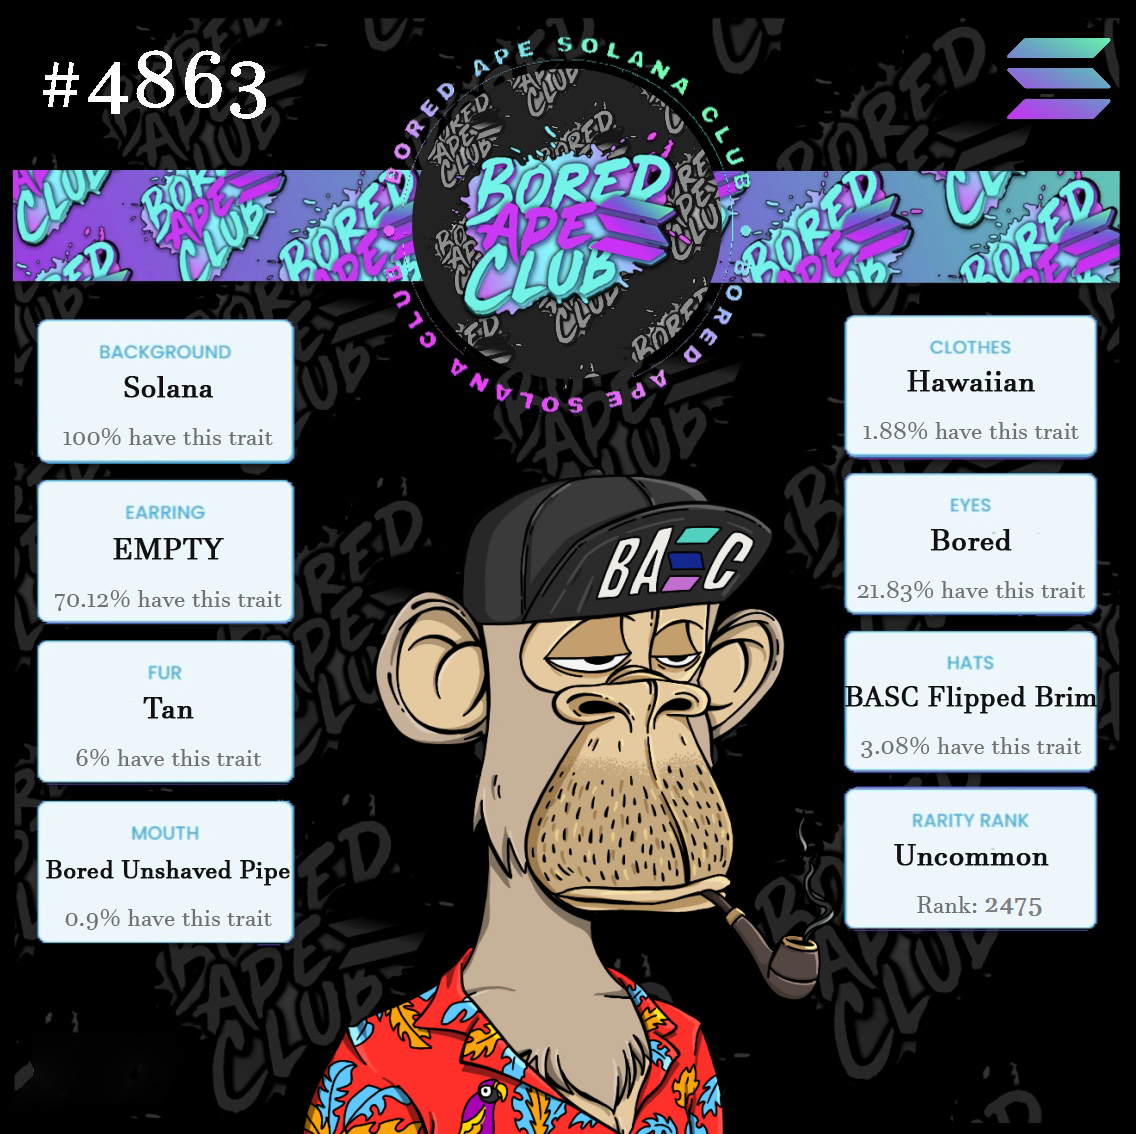 #4863
BORED APE SOLANA CLUB
BORED
APE
CLUB
BORED APE SOLANA CLUB
BACKGROUND
Solana
100% have this trait
EARRING
EMPTY
70.12% have this trait
FUR
Tan
6% have this trait
MOUTH
Bored Unshaved Pipe
0.9% have this trait
CLOTHES
Hawaiian
1.88% have this trait
EYES
Bored
21.83% have this trait
HATS
BASC Flipped Brim
3.08% have this trait
RARITY RANK
Uncommon
Rank: 2475
BASC